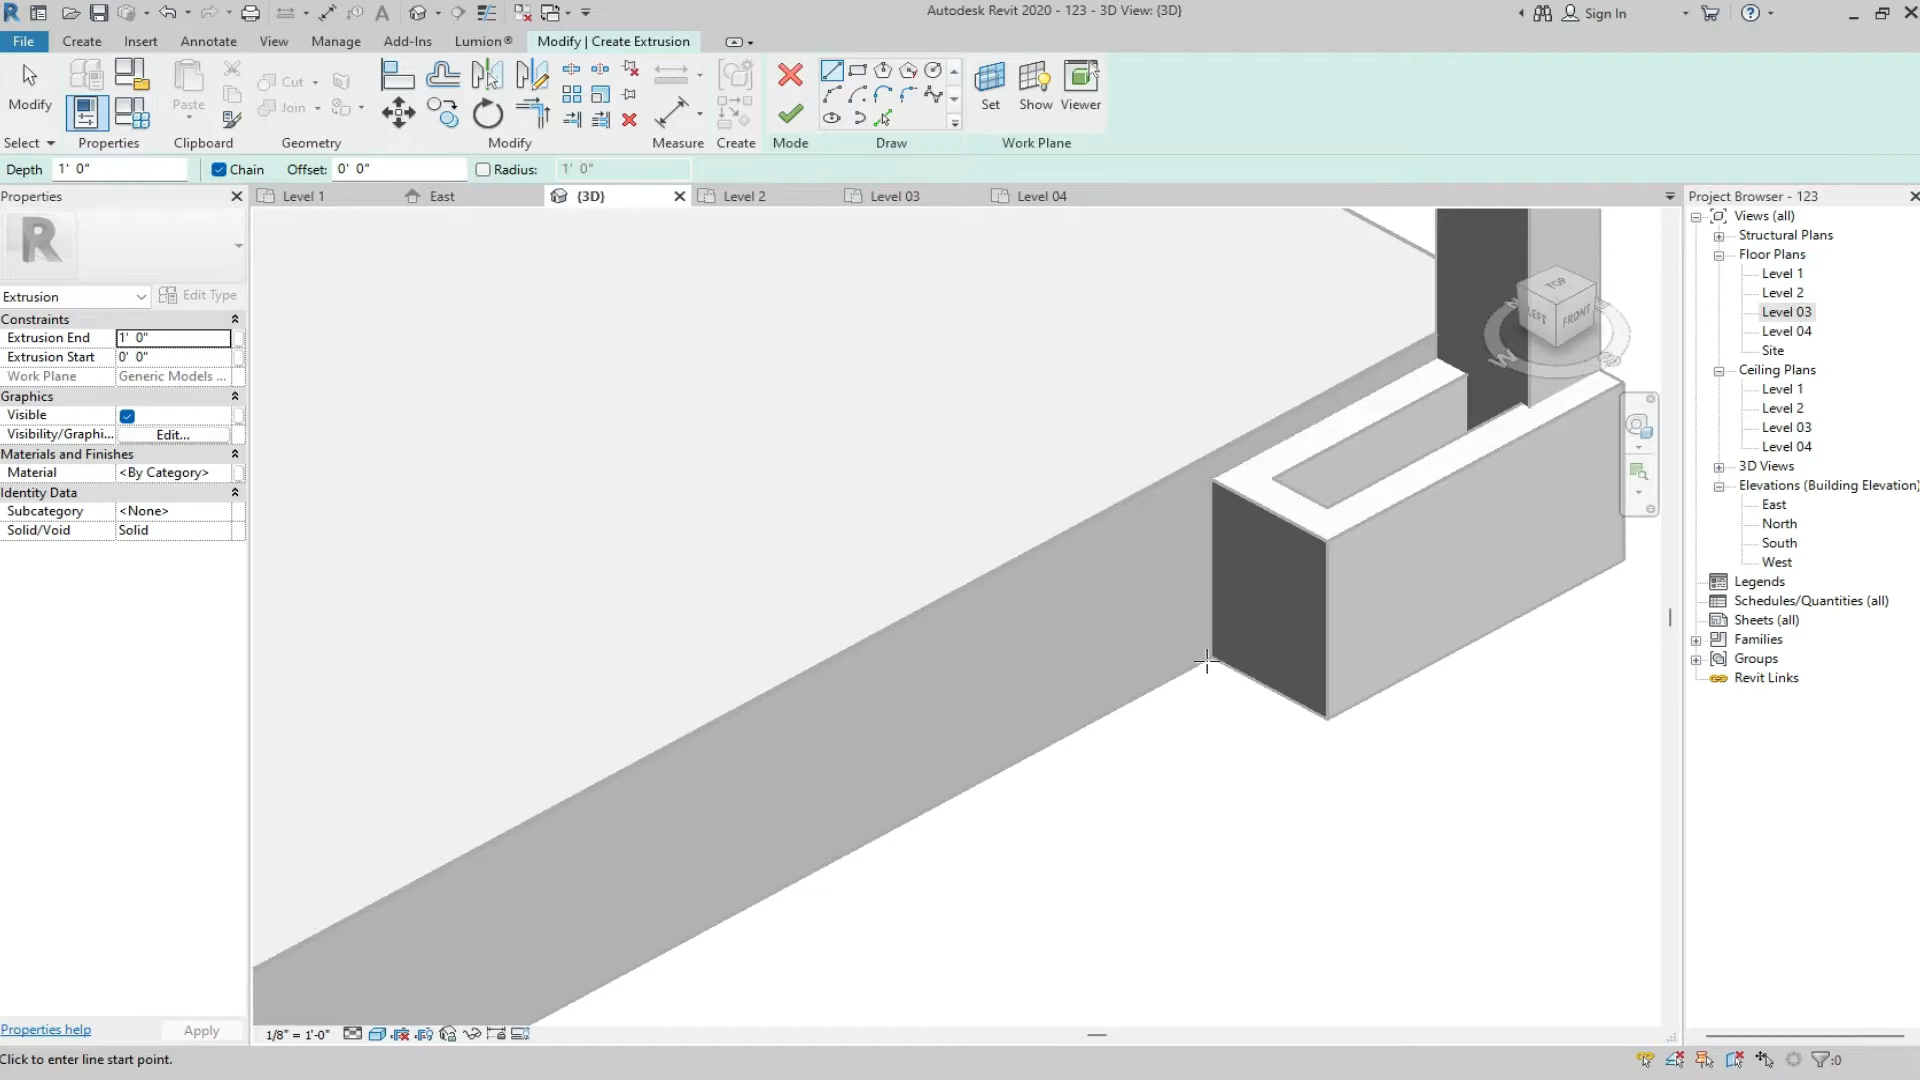 Autodesk Revit 2020 - 123 - 3D View: {3D}
Sign In
File Create Insert Annotate View Manage Add-Ins Lumion® Modify | Create Extrusion
Modify
Paste
Cut
Join
Set Show Viewer
Select Properties Clipboard Geometry Modify Measure Create Mode Draw Work Plane
Depth 1' 0" Chain Offset: 0' 0" Radius: 1' 0"
Properties
Level 1 East {3D} Level 2 Level 03 Level 04
Project Browser - 123
Extrusion Edit Type
Constraints
Extrusion End 1' 0"
Extrusion Start 0' 0"
Work Plane Generic Models ...
Graphics
Visible
Visibility/Graphi... Edit...
Materials and Finishes
Material <By Category>
Identity Data
Subcategory <None>
Solid/Void Solid
TOP
LEFT FRONT
W
Views (all)
Structural Plans
Floor Plans
Level 1
Level 2
Level 03
Level 04
Site
Ceiling Plans
Level 1
Level 2
Level 03
Level 04
3D Views
Elevations (Building Elevation)
East
North
South
West
Legends
Schedules/Quantities (all)
Sheets (all)
Families
Groups
Revit Links
Properties help Apply
1/8" = 1'-0"
Click to enter line start point.
:0